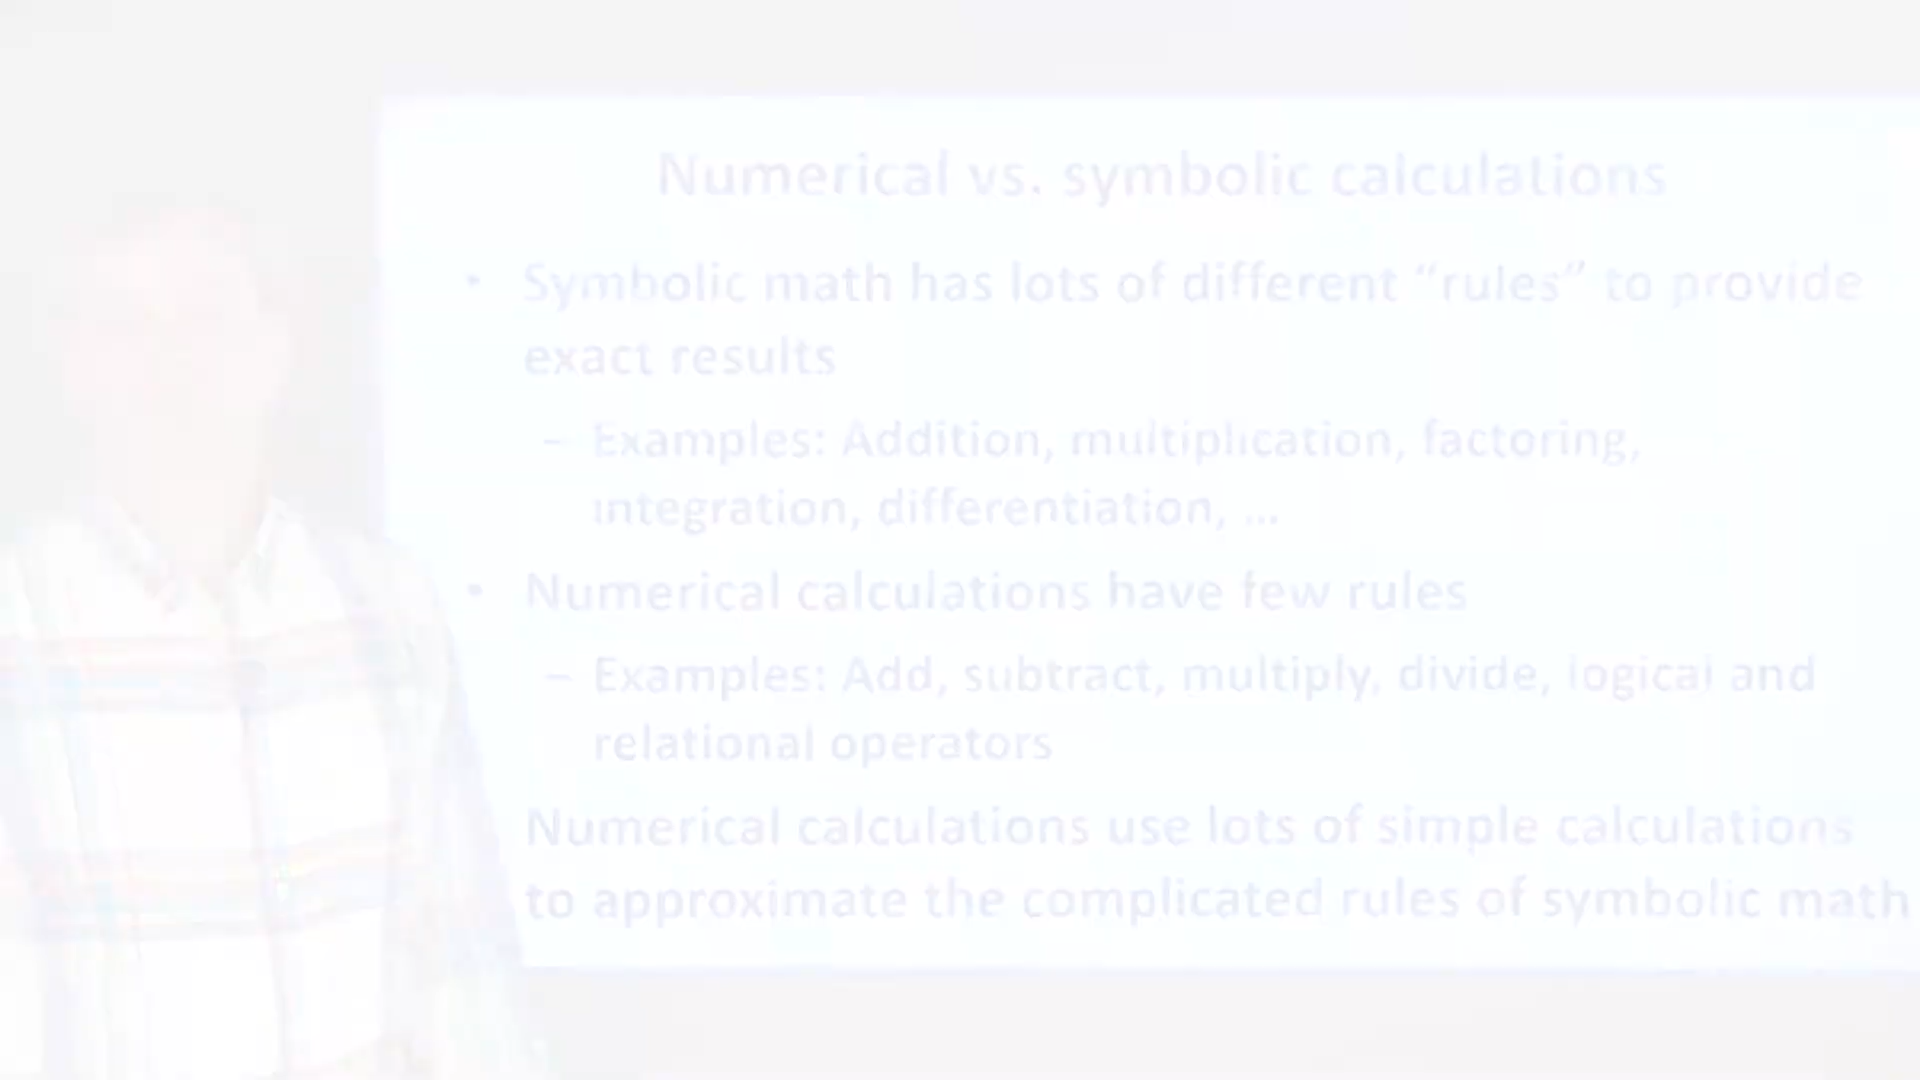 Numerical vs. symbolic calculations
• Symbolic math has lots of different “rules” to provide
exact results
– Examples: Addition, multiplication, factoring,
integration, differentiation, ...
• Numerical calculations have few rules
– Examples: Add, subtract, multiply, divide, logical and
relational operators
Numerical calculations use lots of simple calculations
to approximate the complicated rules of symbolic math